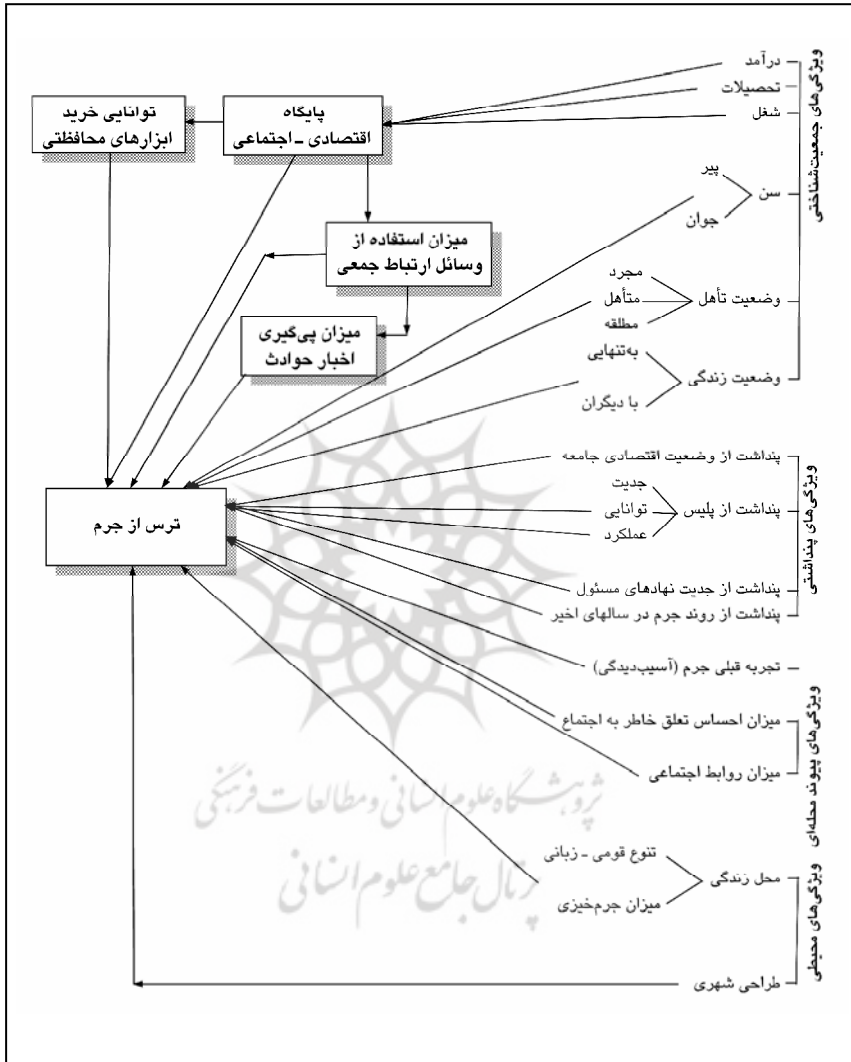 ویژگی‌های جمعیت‌شناختی
درآمد
تحصیلات
شغل
پایگاه
اقتصادی ـ اجتماعی
توانایی خرید
ابزارهای محافظتی
سن
پیر
جوان
میزان استفاده از
وسائل ارتباط جمعی
وضعیت تأهل
مجرد
متأهل
مطلقه
میزان پی‌گیری
اخبار حوادث
وضعیت زندگی
به‌تنهایی
با دیگران
ویژگی‌های پنداشتی
پنداشت از وضعیت اقتصادی جامعه
پنداشت از پلیس
جدیت
توانایی
عملکرد
ترس از جرم
پنداشت از جدیت نهادهای مسئول
پنداشت از روند جرم در سالهای اخیر
تجربه قبلی جرم (آسیب‌دیدگی)
ویژگی‌های پیوند محله‌ای
میزان احساس تعلق خاطر به اجتماع
میزان روابط اجتماعی
پژوهشگاه علوم انسانی و مطالعات فرهنگی
پرتال جامع علوم انسانی
ویژگی‌های محیطی
محل زندگی
تنوع قومی ـ زبانی
میزان جرم‌خیزی
طراحی شهری